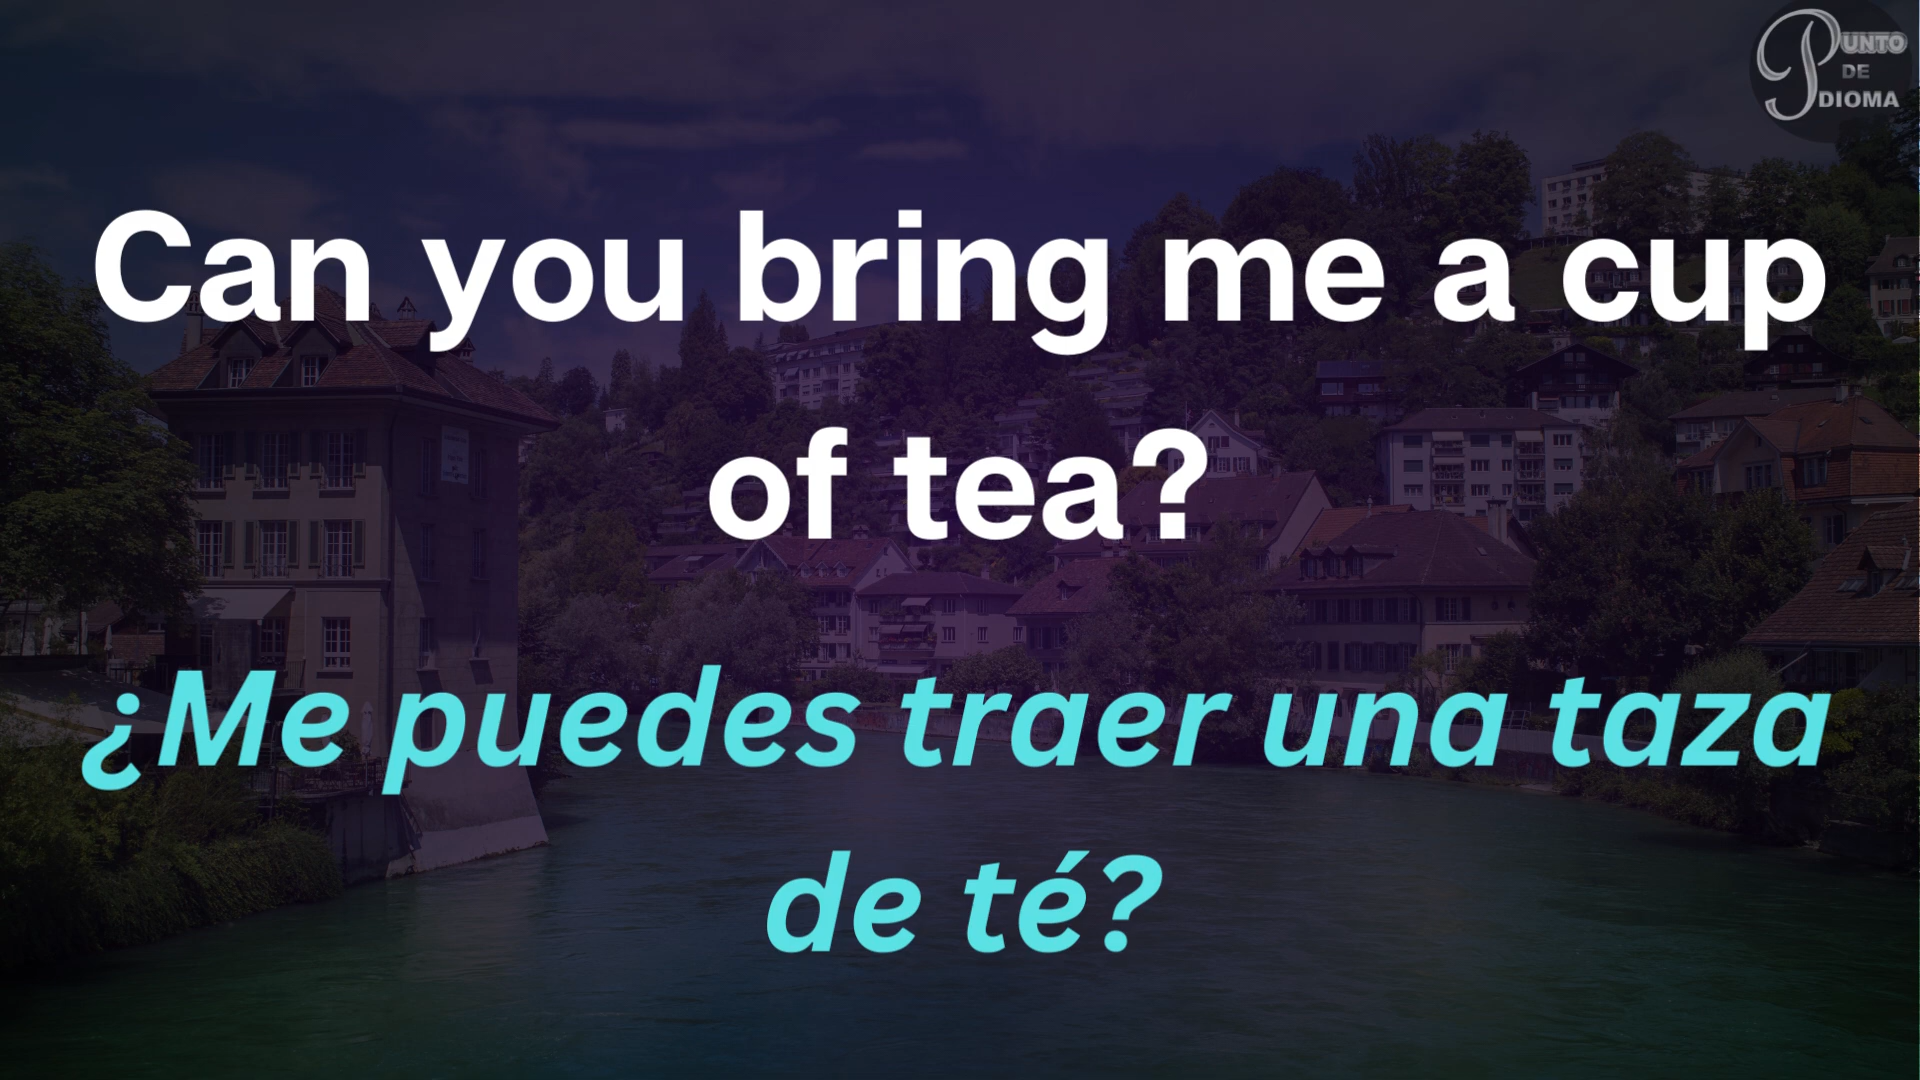 PUNTO
DE
IDIOMA
Can you bring me a cup
of tea?
¿Me puedes traer una taza
de té?